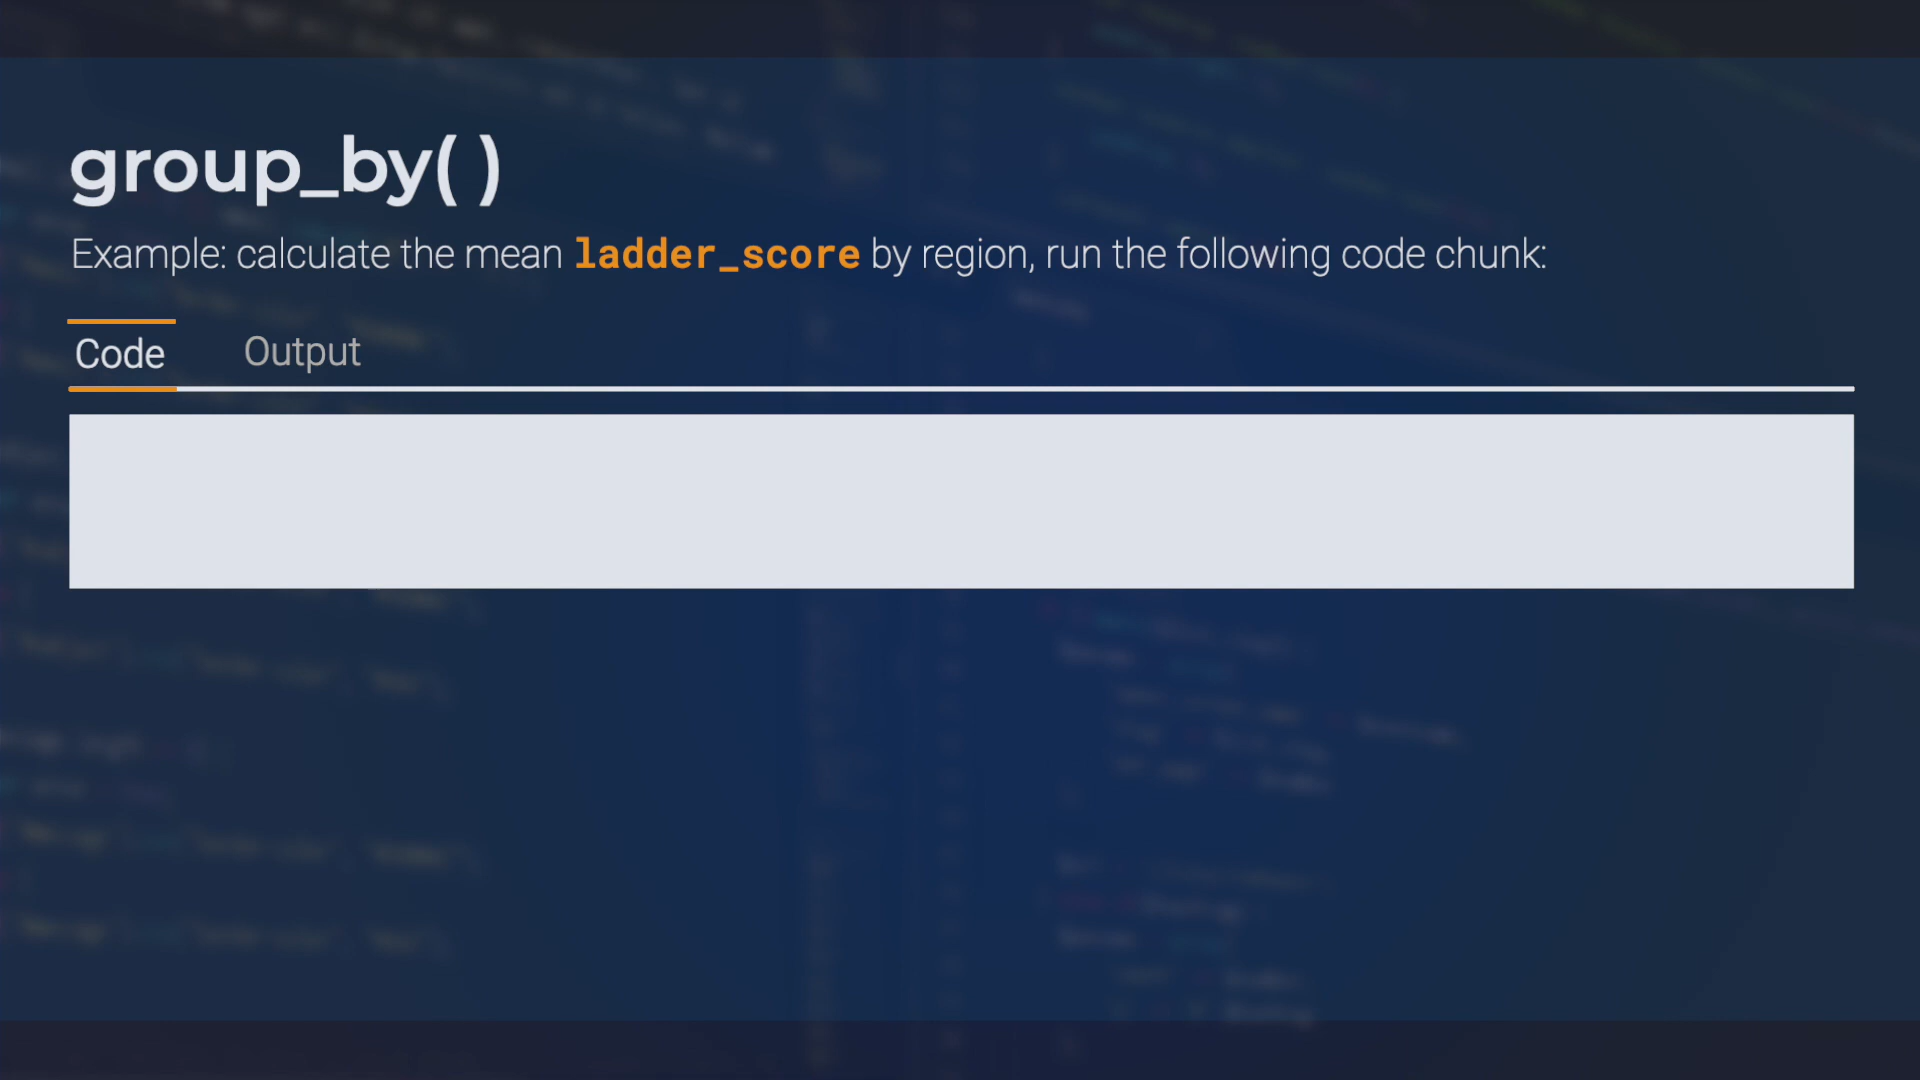 group_by( )
Example: calculate the mean ladder_score by region, run the following code chunk:
Code Output